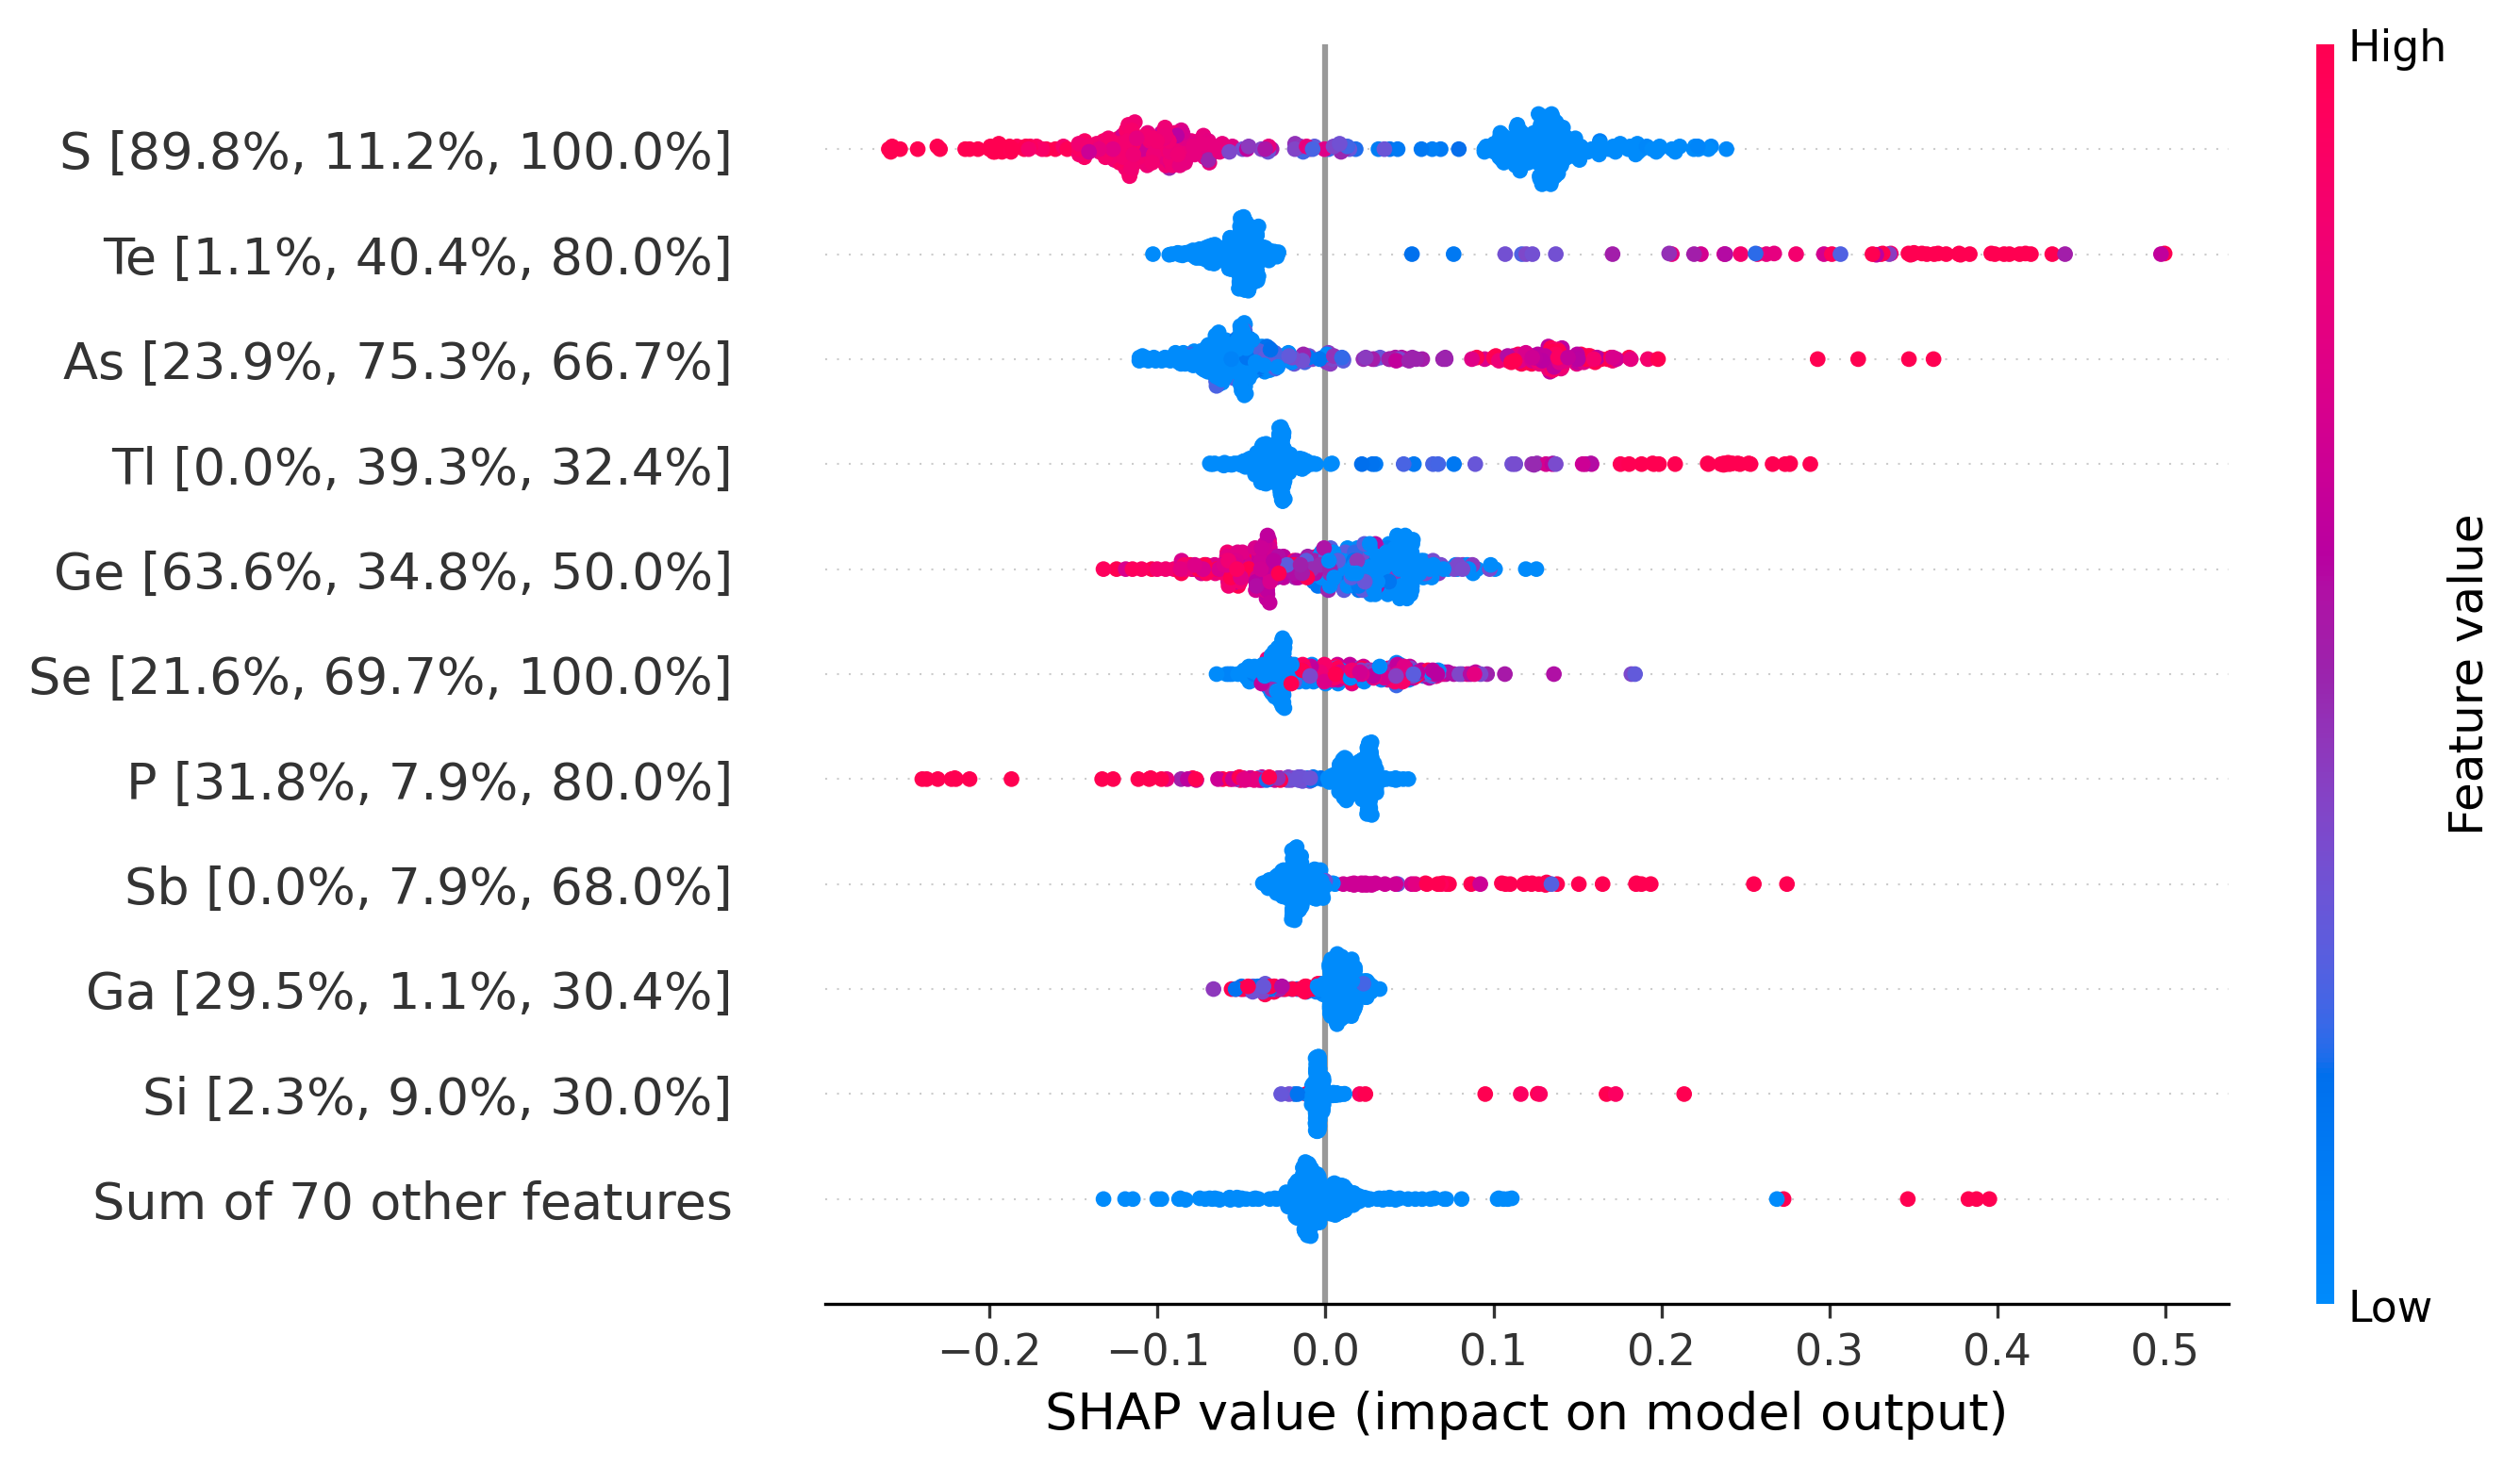 High
S [89.8%, 11.2%, 100.0%]
Te [1.1%, 40.4%, 80.0%]
As [23.9%, 75.3%, 66.7%]
Tl [0.0%, 39.3%, 32.4%]
Ge [63.6%, 34.8%, 50.0%]
Se [21.6%, 69.7%, 100.0%]
P [31.8%, 7.9%, 80.0%]
Sb [0.0%, 7.9%, 68.0%]
Ga [29.5%, 1.1%, 30.4%]
Si [2.3%, 9.0%, 30.0%]
Sum of 70 other features
Feature value
Low
−0.2 −0.1 0.0 0.1 0.2 0.3 0.4 0.5
SHAP value (impact on model output)